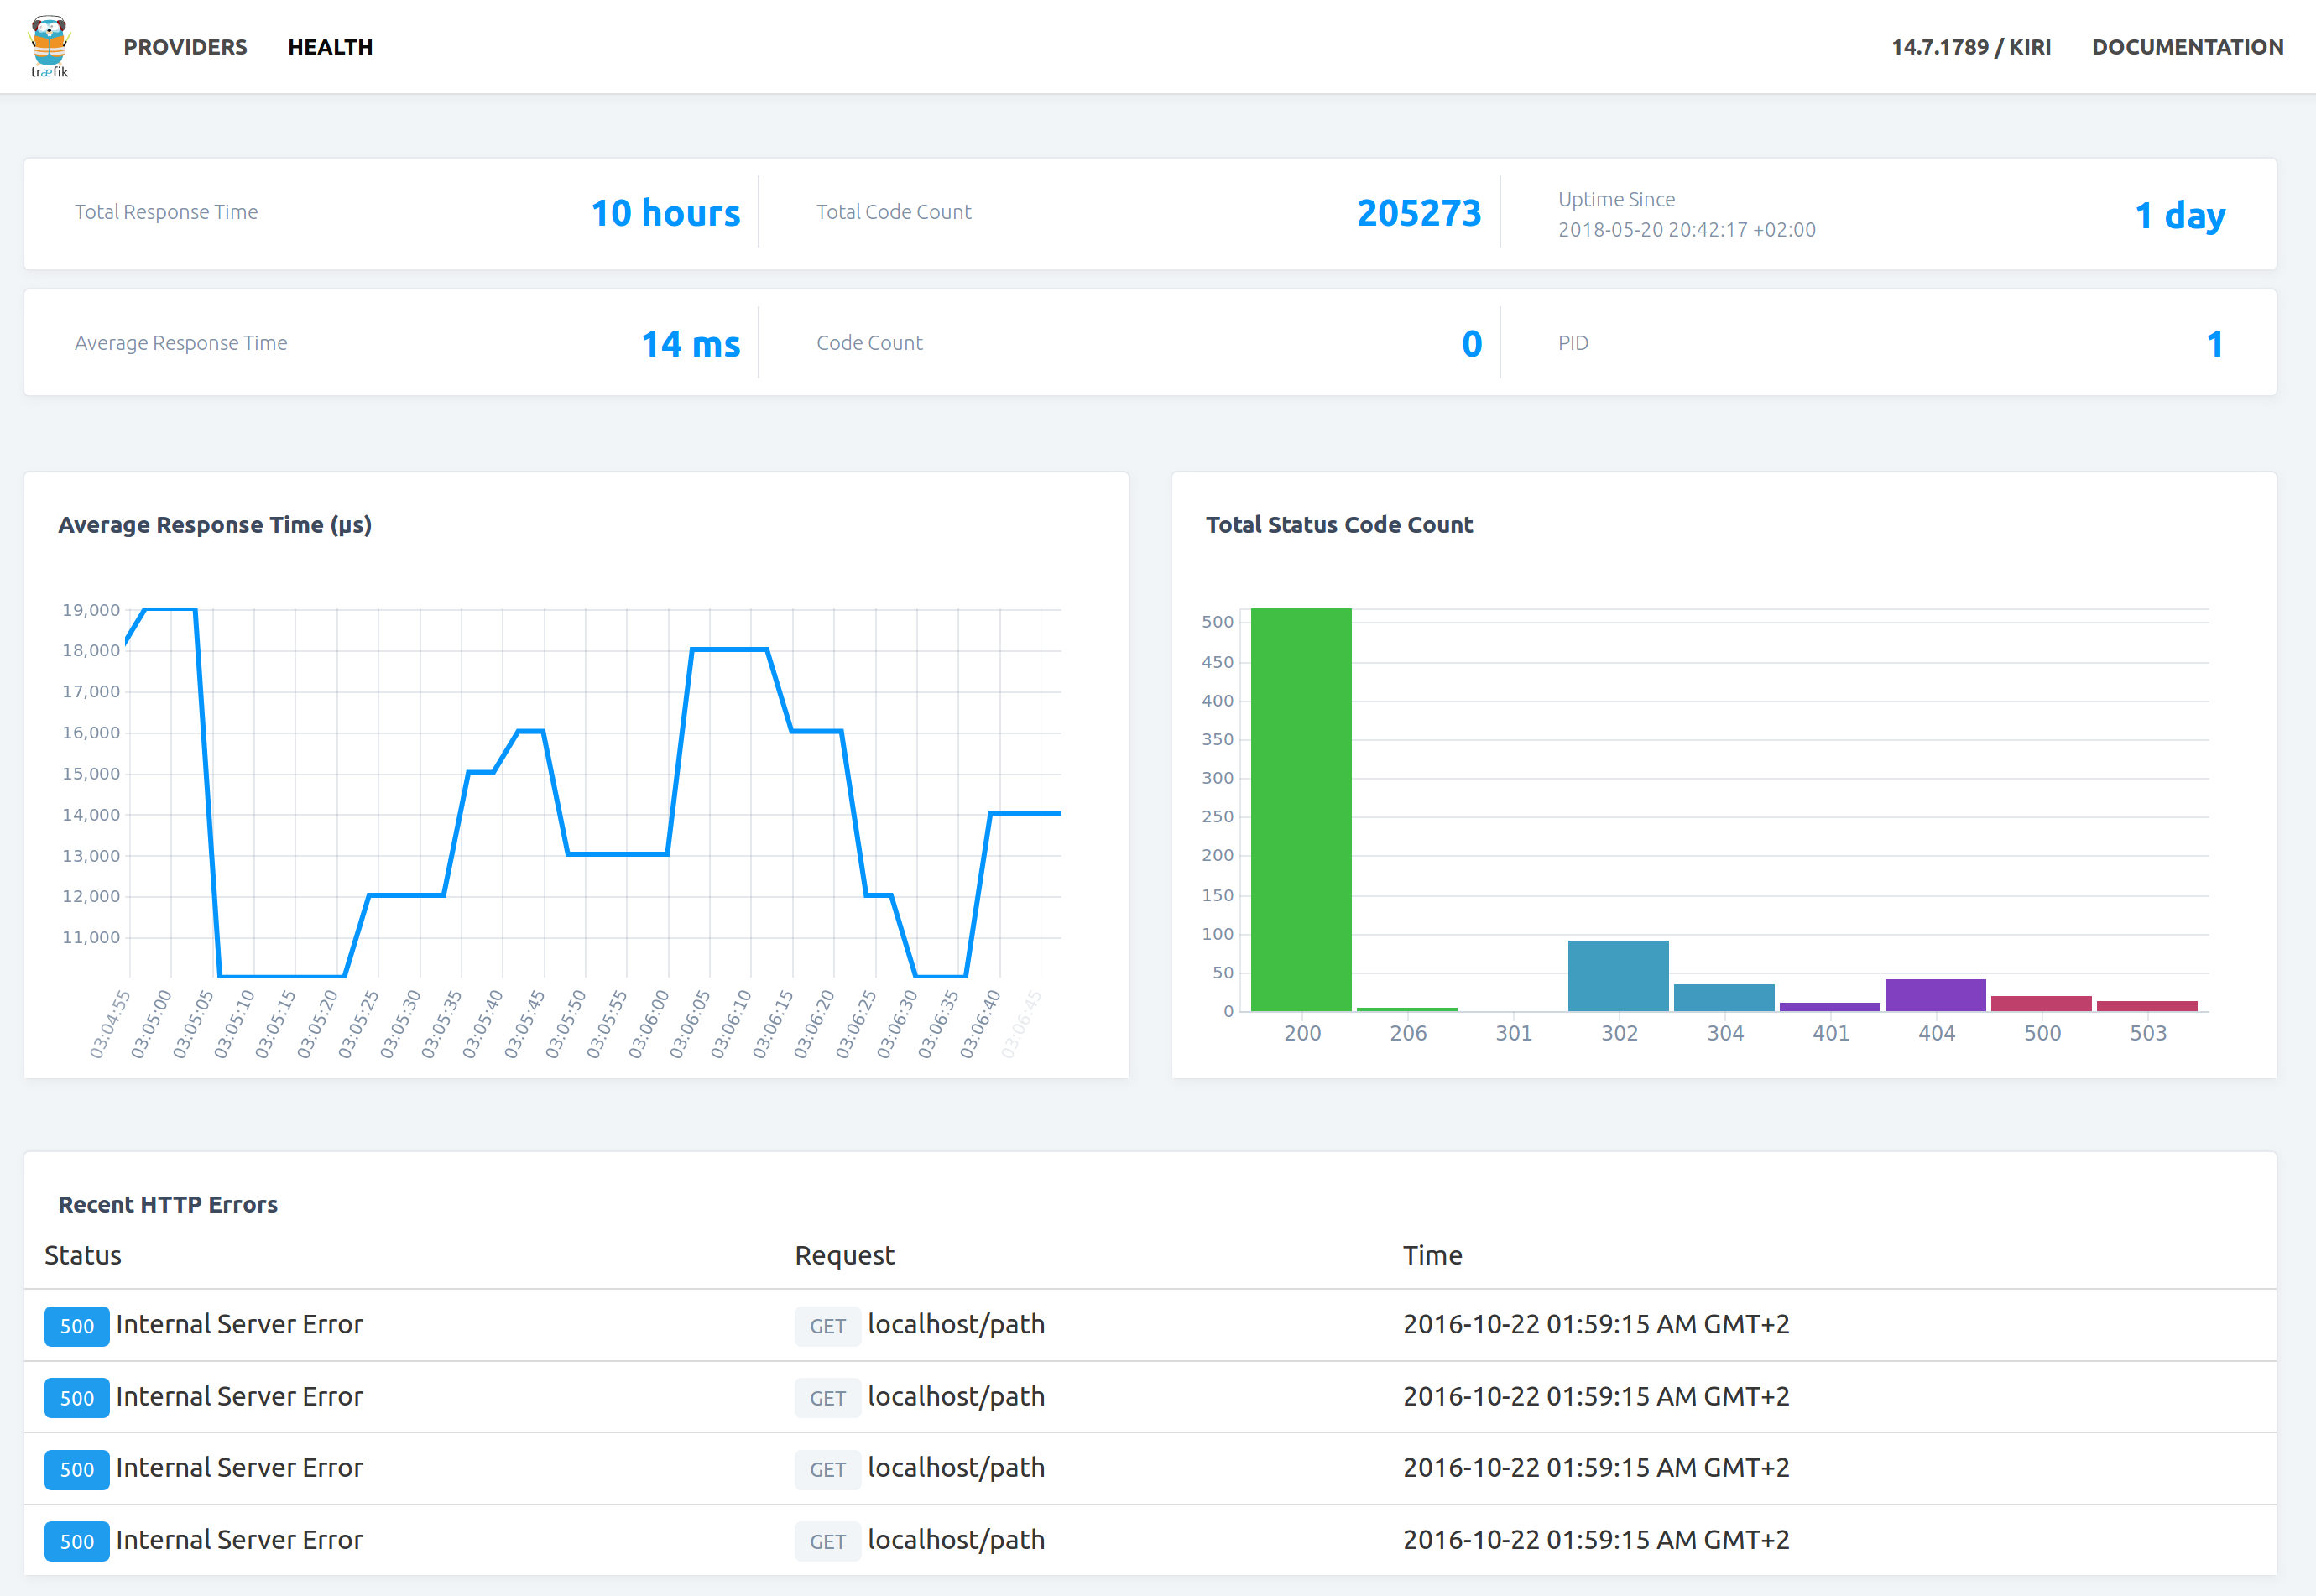 træfik
PROVIDERS HEALTH 14.7.1789 / KIRI DOCUMENTATION
Total Response Time 10 hours Total Code Count 205273 Uptime Since 1 day
2018-05-20 20:42:17 +02:00
Average Response Time 14 ms Code Count 0 PID 1
Average Response Time (µs)
19,000
18,000
17,000
16,000
15,000
14,000
13,000
12,000
11,000
03:04:55 03:05:00 03:05:05 03:05:10 03:05:15 03:05:20 03:05:25 03:05:30 03:05:35 03:05:40 03:05:45 03:05:50 03:05:55 03:06:00 03:06:05 03:06:10 03:06:15 03:06:20 03:06:25 03:06:30 03:06:35 03:06:40 03:06:45
Total Status Code Count
500
450
400
350
300
250
200
150
100
50
0
200 206 301 302 304 401 404 500 503
Recent HTTP Errors
Status Request Time
500 Internal Server Error GET localhost/path 2016-10-22 01:59:15 AM GMT+2
500 Internal Server Error GET localhost/path 2016-10-22 01:59:15 AM GMT+2
500 Internal Server Error GET localhost/path 2016-10-22 01:59:15 AM GMT+2
500 Internal Server Error GET localhost/path 2016-10-22 01:59:15 AM GMT+2